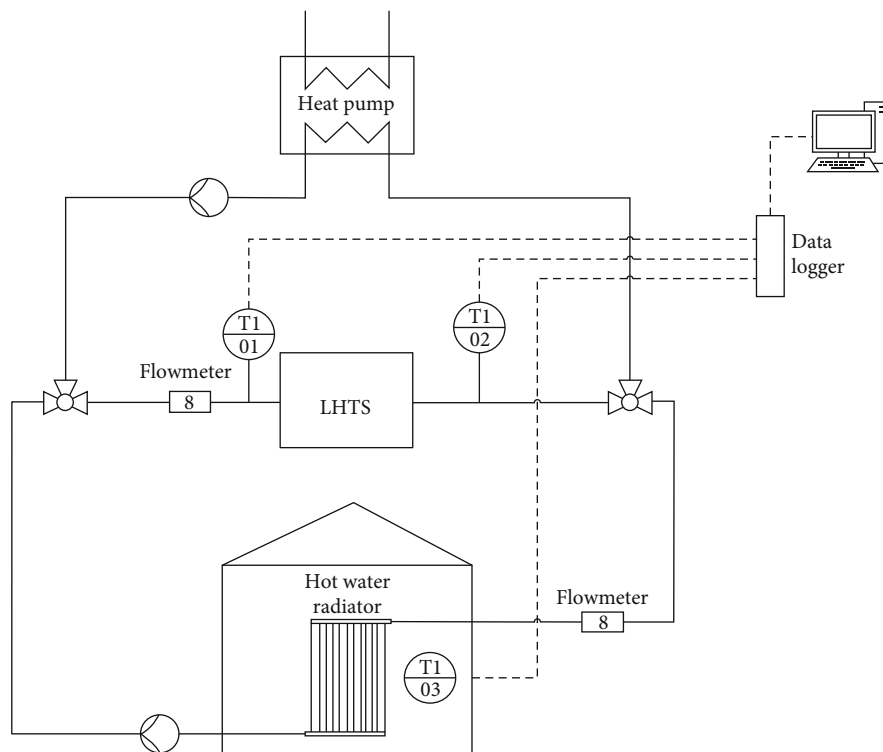 Heat pump
Data
logger
T1
01
T1
02
Flowmeter
8
LHTS
Hot water
radiator
Flowmeter
8
T1
03